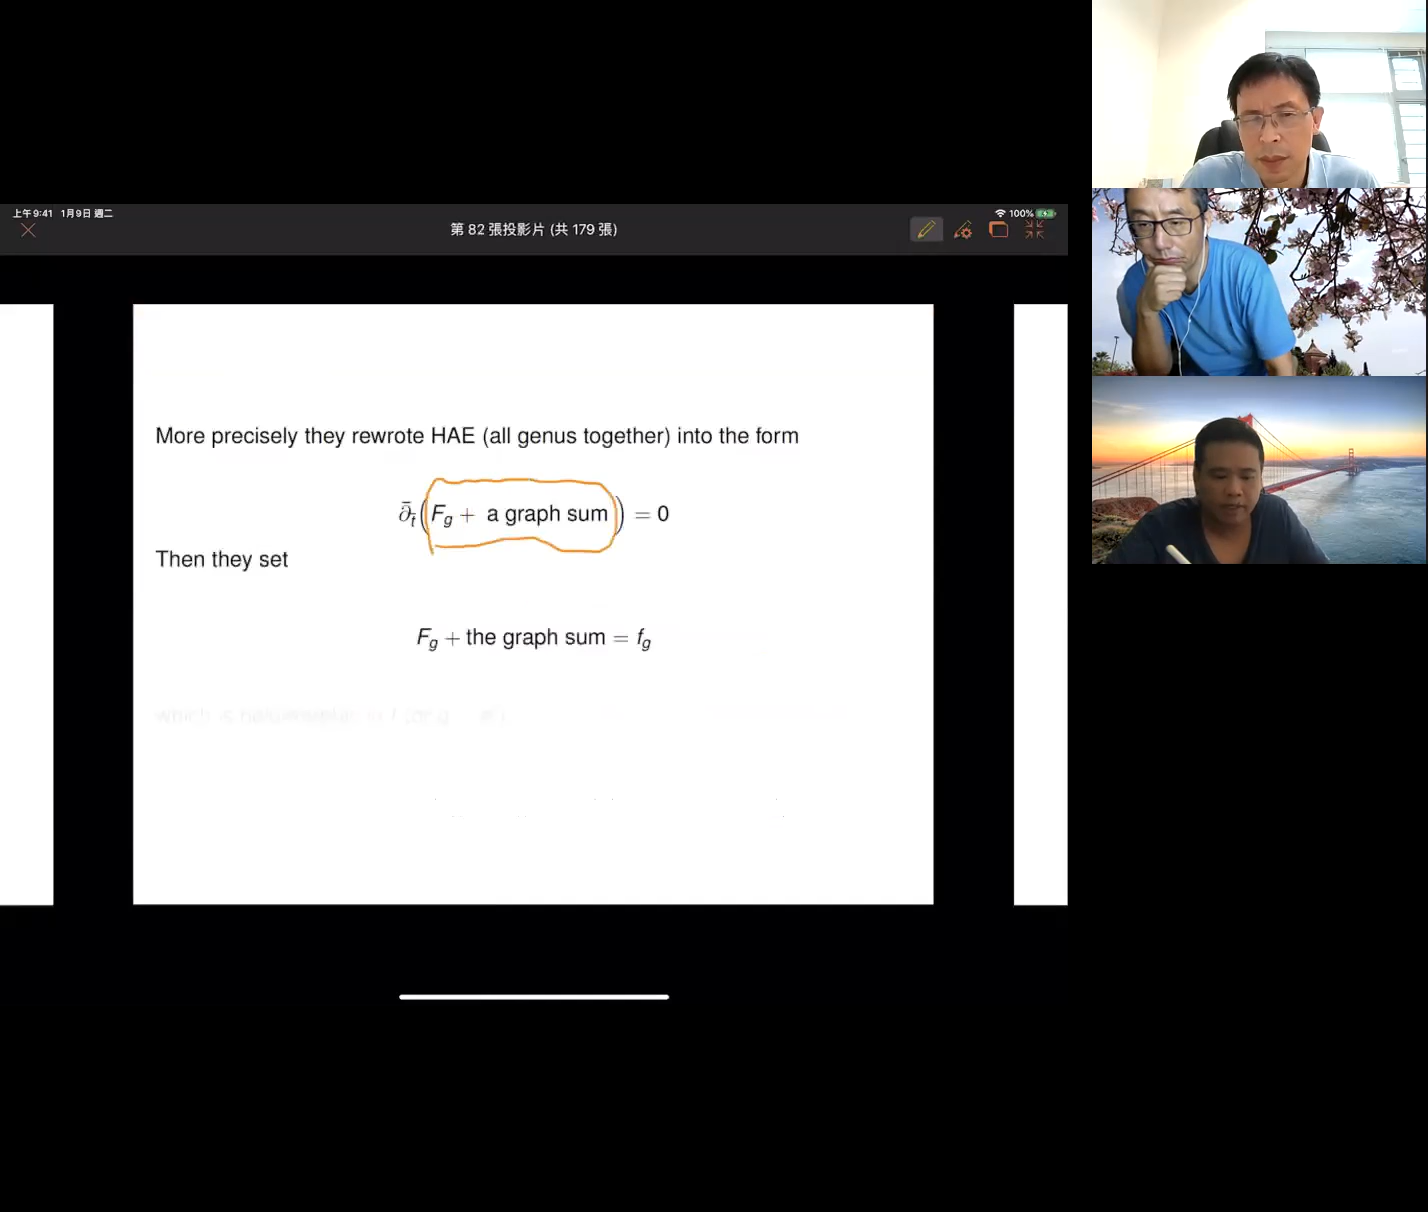 上午9:41 1月9日 週二
100%
第 82 張投影片 (共 179 張)
More precisely they rewrote HAE (all genus together) into the form
∂̄_t̄(F_g + a graph sum) = 0
Then they set
F_g + the graph sum = f_g